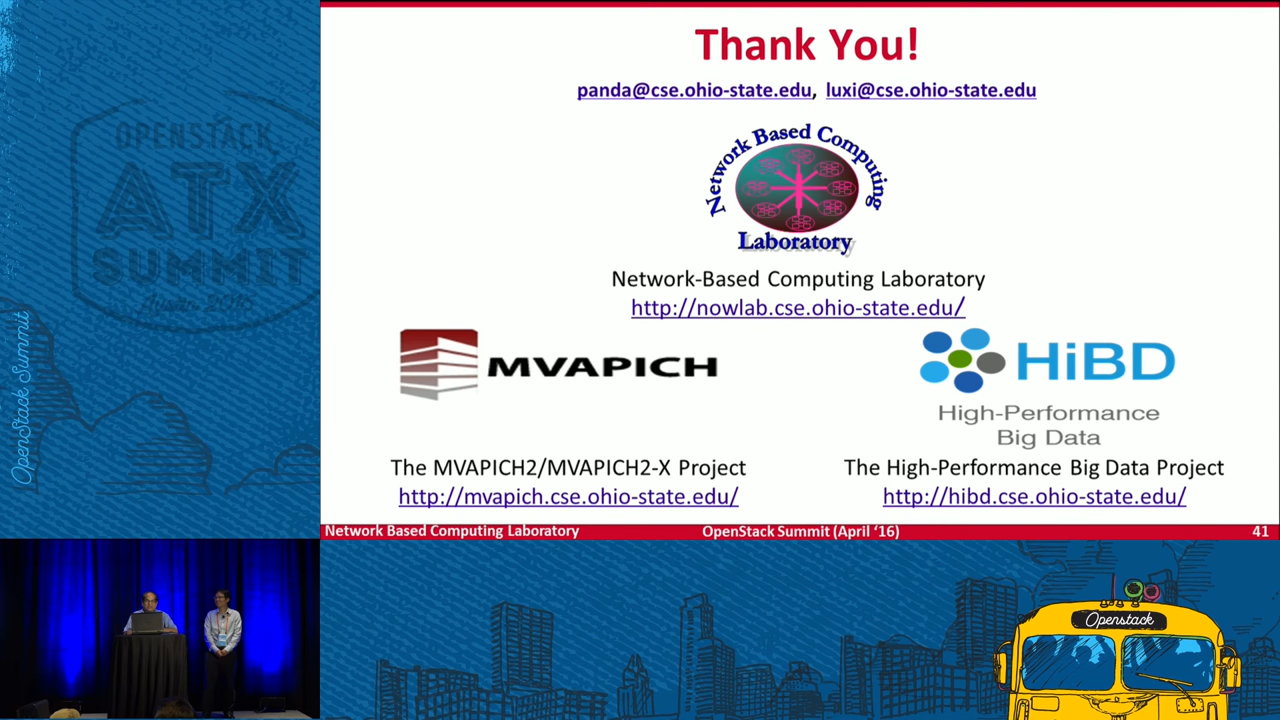 Thank You!
panda@cse.ohio-state.edu, luxi@cse.ohio-state.edu
Network Based Computing
Laboratory
Network-Based Computing Laboratory
http://nowlab.cse.ohio-state.edu/
MVAPICH
HiBD
High-Performance
Big Data
The MVAPICH2/MVAPICH2-X Project
http://mvapich.cse.ohio-state.edu/
The High-Performance Big Data Project
http://hibd.cse.ohio-state.edu/
Network Based Computing Laboratory
OpenStack Summit (April ‘16)
41
OPENSTACK
ATX
SUMMIT
OpenStack Summit
Openstack